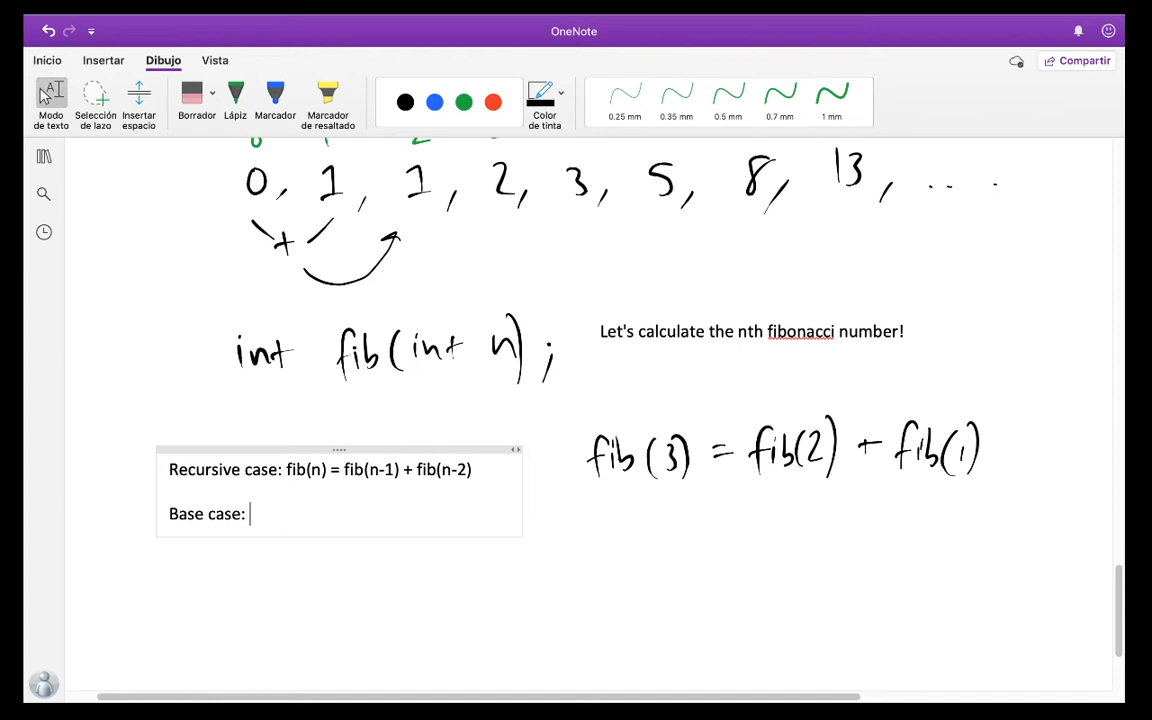 OneNote
Inicio Insertar Dibujo Vista
Compartir
Modo de texto
Selección de lazo
Insertar espacio
Borrador
Lápiz
Marcador
Marcador de resaltado
Color de tinta
0.25 mm 0.35 mm 0.5 mm 0.7 mm 1 mm
0, 1, 1, 2, 3, 5, 8, 13, .. .
+
int fib(int n);
Let's calculate the nth fibonacci number!
fib(3) = fib(2) + fib(1)
Recursive case: fib(n) = fib(n-1) + fib(n-2)
Base case: